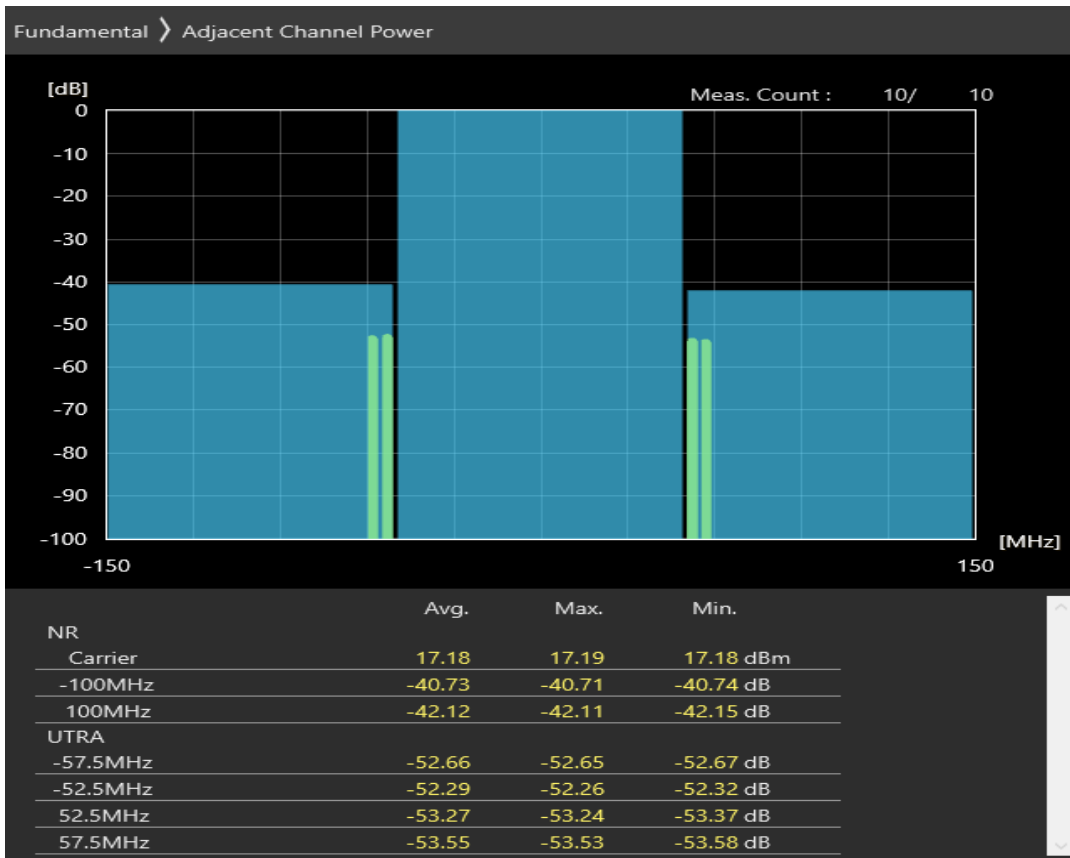 Fundamental 〉 Adjacent Channel Power
[dB]
Meas. Count : 10/ 10
0
-10
-20
-30
-40
-50
-60
-70
-80
-90
-100
[MHz]
-150 150
Avg. Max. Min.
NR
Carrier 17.18 17.19 17.18 dBm
-100MHz -40.73 -40.71 -40.74 dB
100MHz -42.12 -42.11 -42.15 dB
UTRA
-57.5MHz -52.66 -52.65 -52.67 dB
-52.5MHz -52.29 -52.26 -52.32 dB
52.5MHz -53.27 -53.24 -53.37 dB
57.5MHz -53.55 -53.53 -53.58 dB